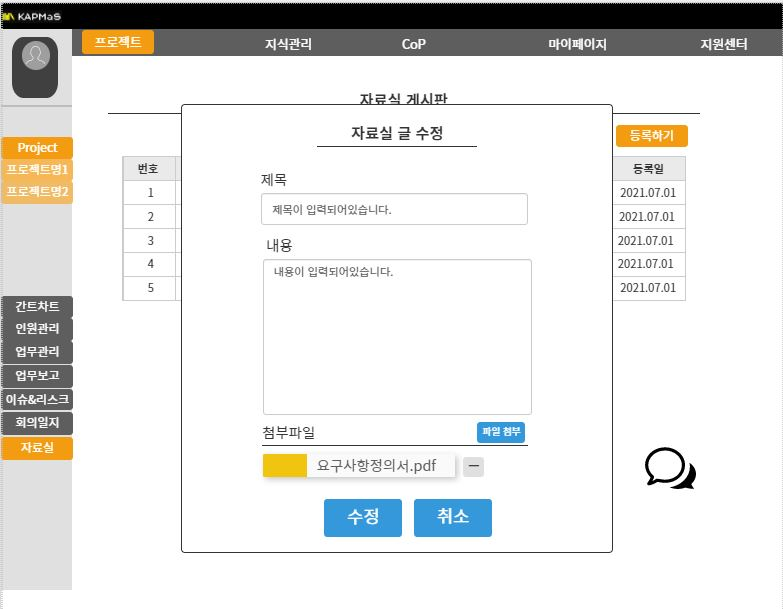 KAPMaS
프로젝트 지식관리 CoP 마이페이지 지원센터
자료실 게시판
자료실 글 수정
등록하기
Project
프로젝트명1
프로젝트명2
번호 등록일
1 2021.07.01
2 2021.07.01
3 2021.07.01
4 2021.07.01
5 2021.07.01
제목
제목이 입력되어있습니다.
내용
내용이 입력되어있습니다.
간트차트
인원관리
업무관리
업무보고
이슈&리스크
회의일지
자료실
첨부파일 파일 첨부
요구사항정의서.pdf
수정 취소